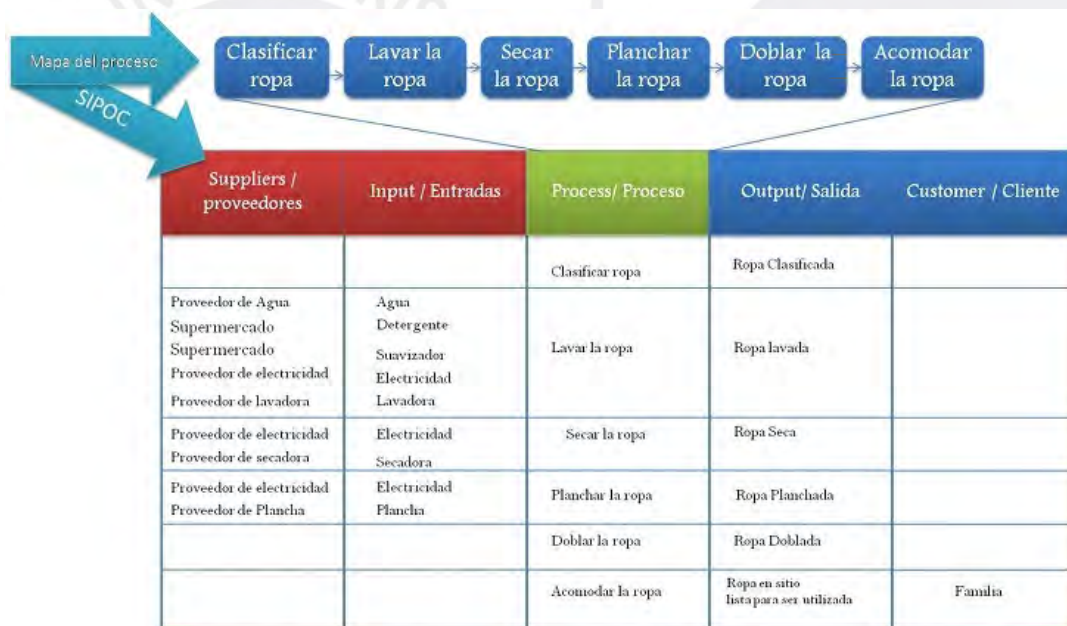 Mapa del proceso
SIPOC
Clasificar
ropa
Lavar la
ropa
Secar
la ropa
Planchar
la ropa
Doblar la
ropa
Acomodar
la ropa
Suppliers /
proveedores
Input / Entradas
Process/ Proceso
Output/ Salida
Customer / Cliente
Clasificar ropa
Ropa Clasificada
Proveedor de Agua
Supermercado
Supermercado
Proveedor de electricidad
Proveedor de lavadora
Agua
Detergente
Suavizador
Electricidad
Lavadora
Lavar la ropa
Ropa lavada
Proveedor de electricidad
Proveedor de secadora
Electricidad
Secadora
Secar la ropa
Ropa Seca
Proveedor de electricidad
Proveedor de Plancha
Electricidad
Plancha
Planchar la ropa
Ropa Planchada
Doblar la ropa
Ropa Doblada
Acomodar la ropa
Ropa en sitio
lista para ser utilizada
Familia